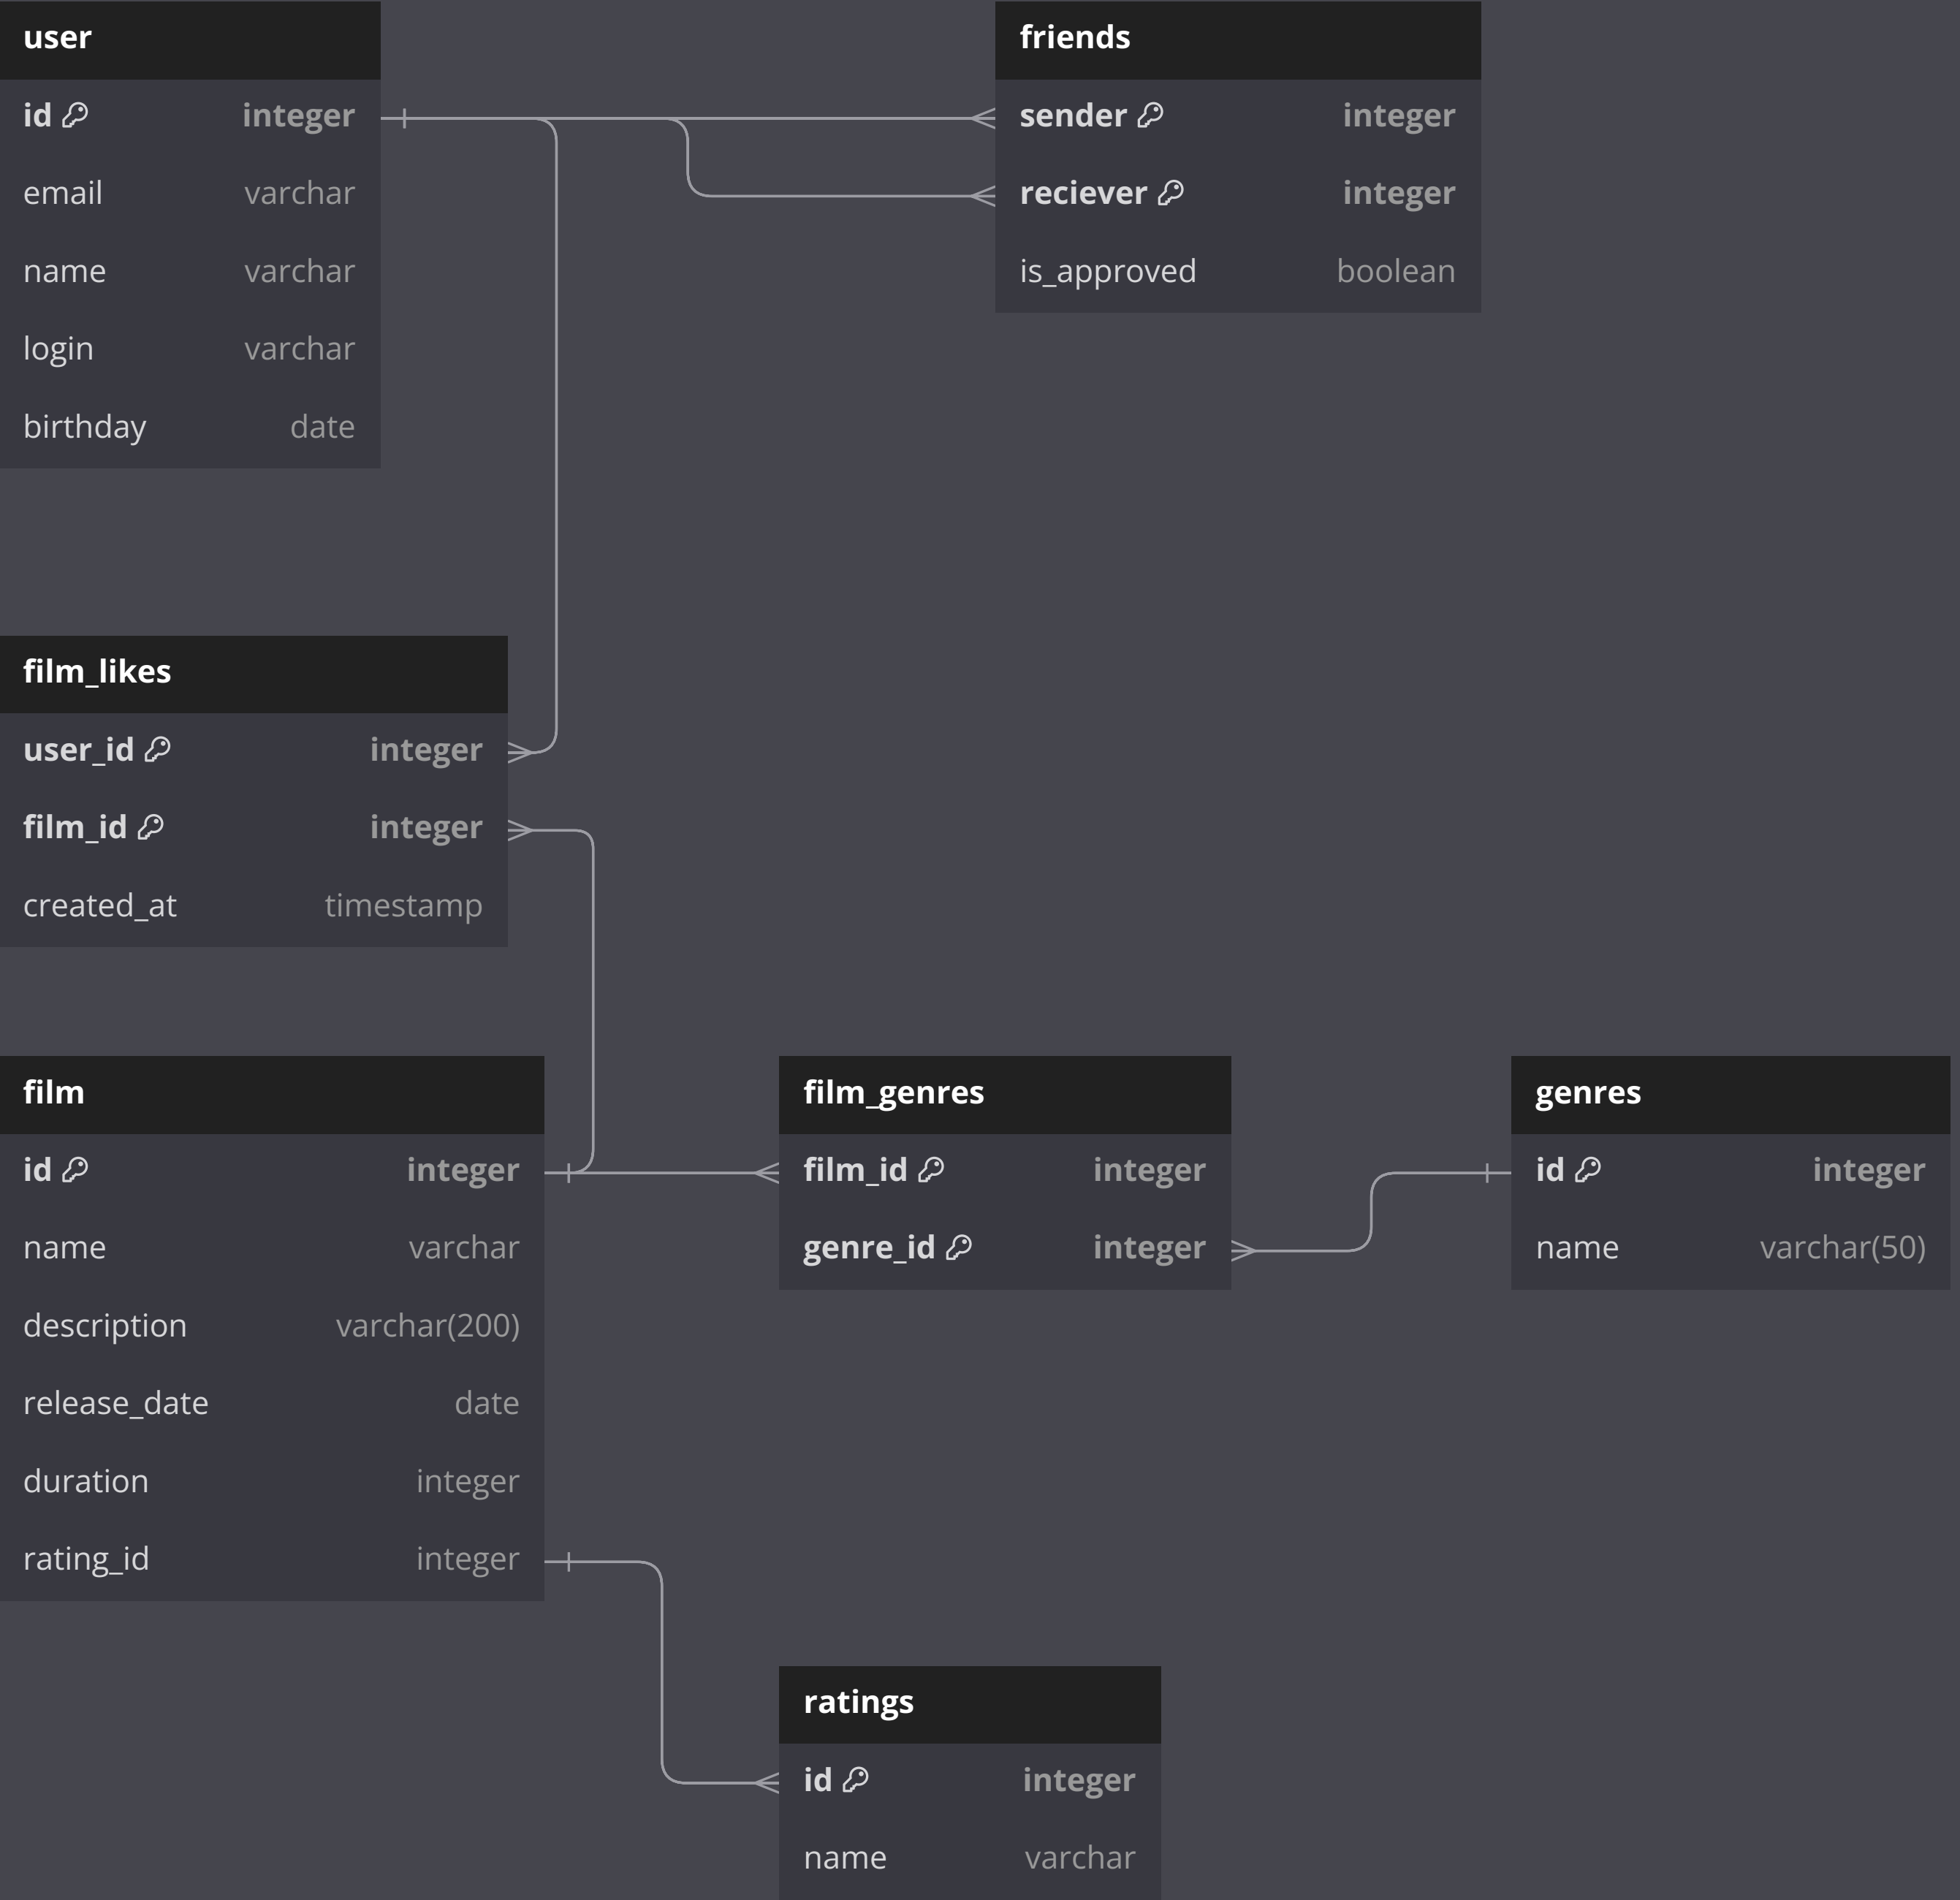 user
id integer
email varchar
name varchar
login varchar
birthday date
friends
sender integer
reciever integer
is_approved boolean
film_likes
user_id integer
film_id integer
created_at timestamp
film
id integer
name varchar
description varchar(200)
release_date date
duration integer
rating_id integer
film_genres
film_id integer
genre_id integer
genres
id integer
name varchar(50)
ratings
id integer
name varchar